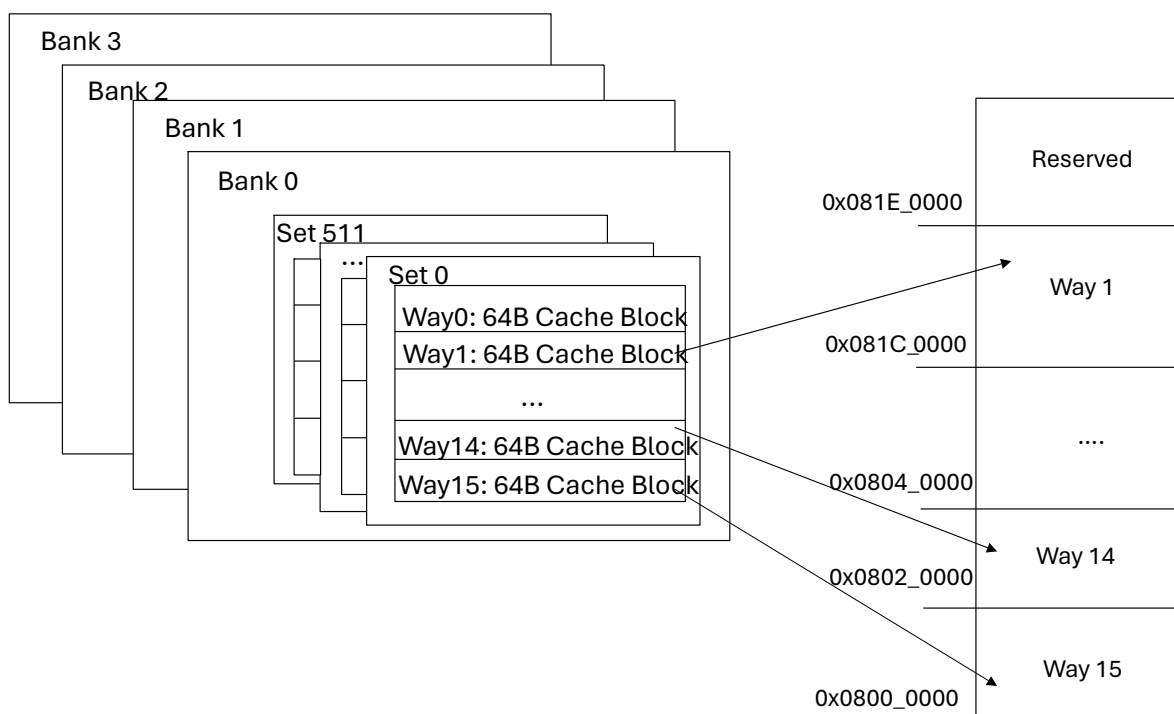 Bank 3
Bank 2
Bank 1
Bank 0
Set 511
...
Set 0
Way0: 64B Cache Block
Way1: 64B Cache Block
...
Way14: 64B Cache Block
Way15: 64B Cache Block
Reserved
0x081E_0000
Way 1
0x081C_0000
....
0x0804_0000
Way 14
0x0802_0000
Way 15
0x0800_0000